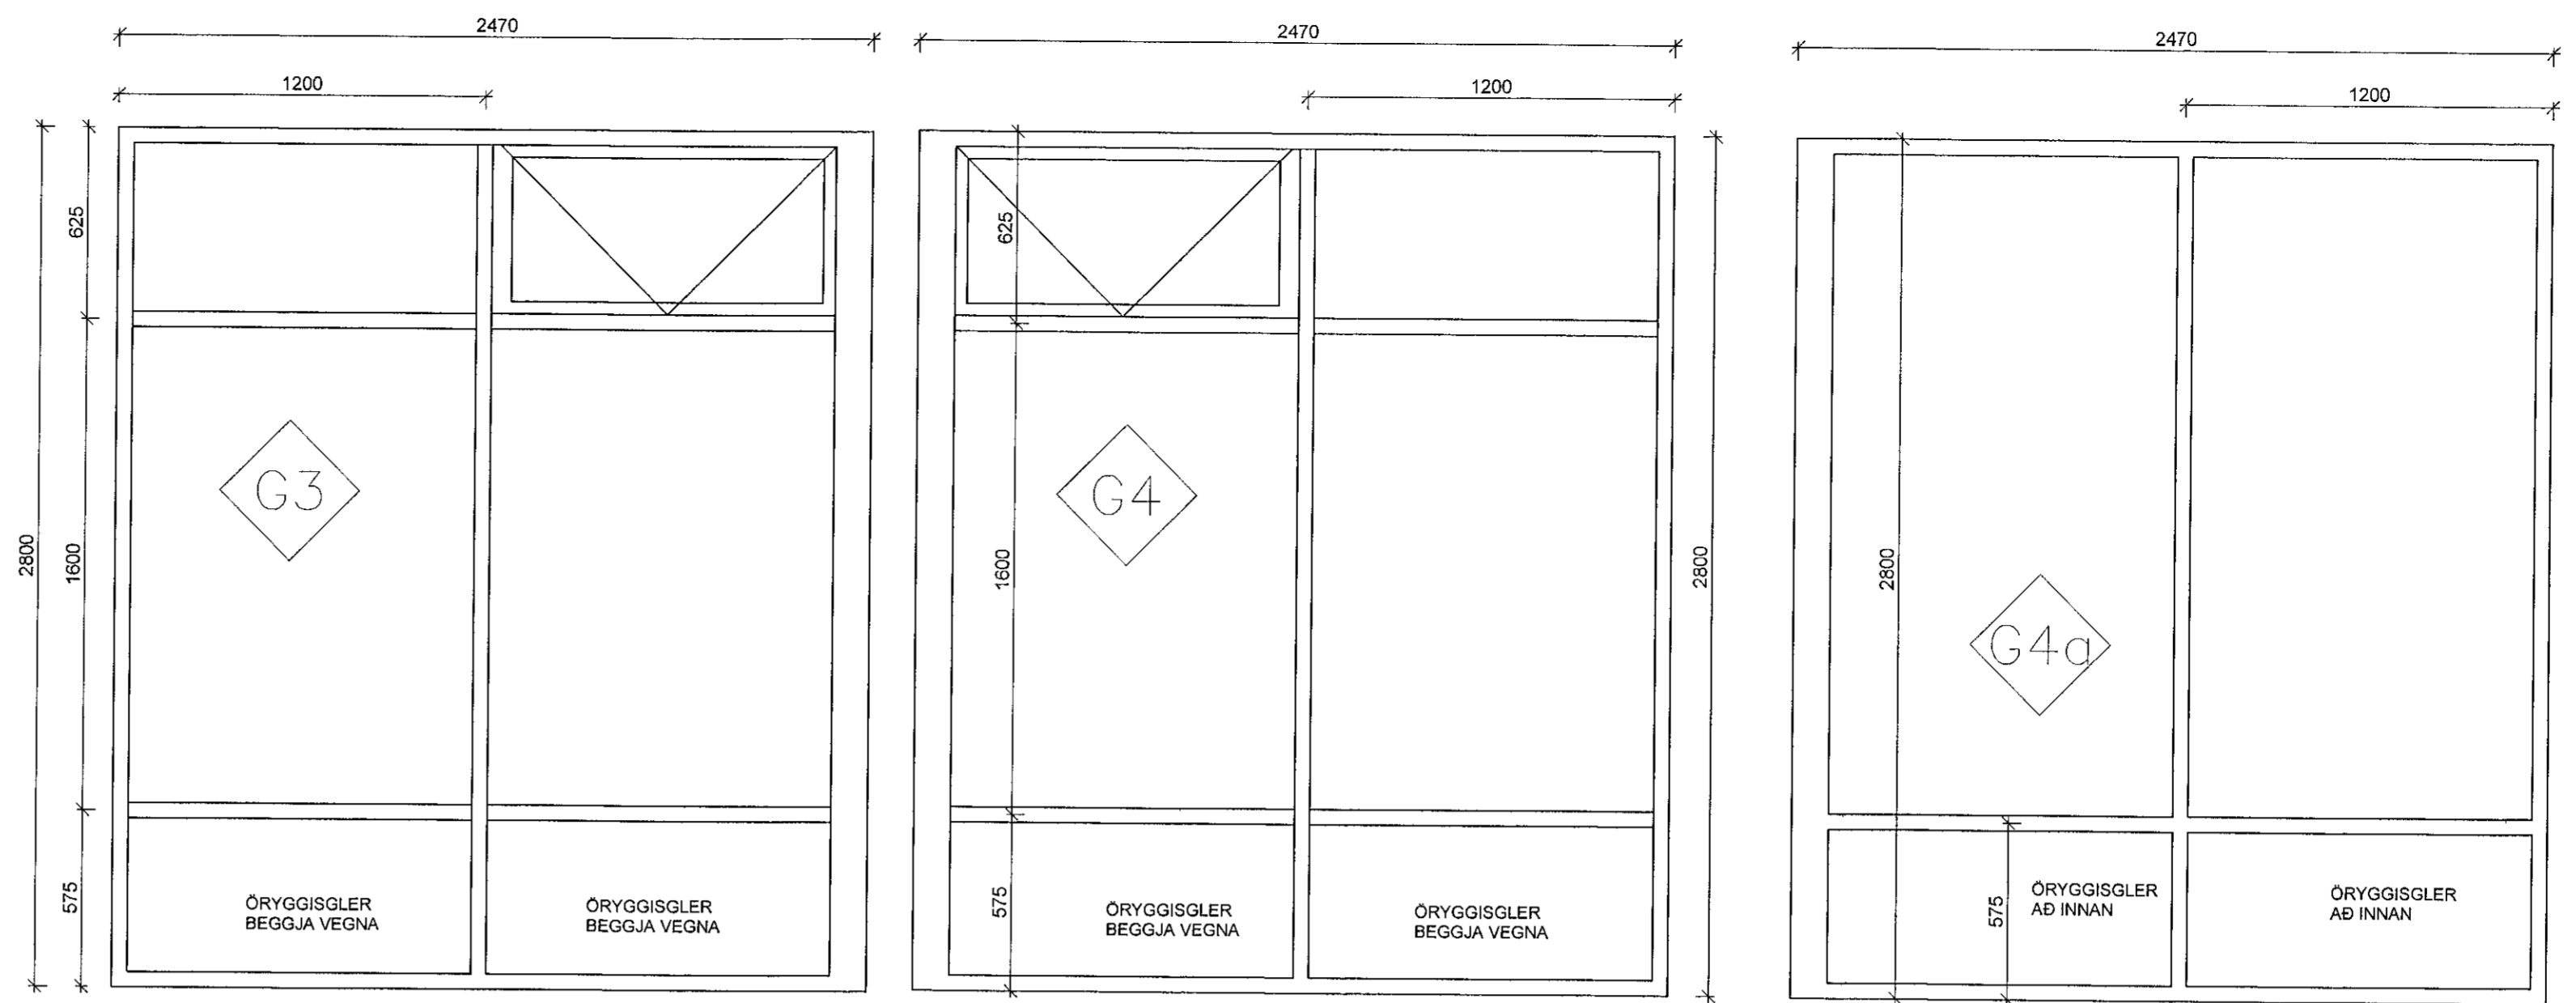 2470
1200
2800
625
1600
575
G3
ÖRYGGISGLER
BEGGJA VEGNA
ÖRYGGISGLER
BEGGJA VEGNA
2470
1200
625
1600
575
2800
G4
ÖRYGGISGLER
BEGGJA VEGNA
ÖRYGGISGLER
BEGGJA VEGNA
2470
1200
2800
575
G4a
ÖRYGGISGLER
AÐ INNAN
ÖRYGGISGLER
AÐ INNAN